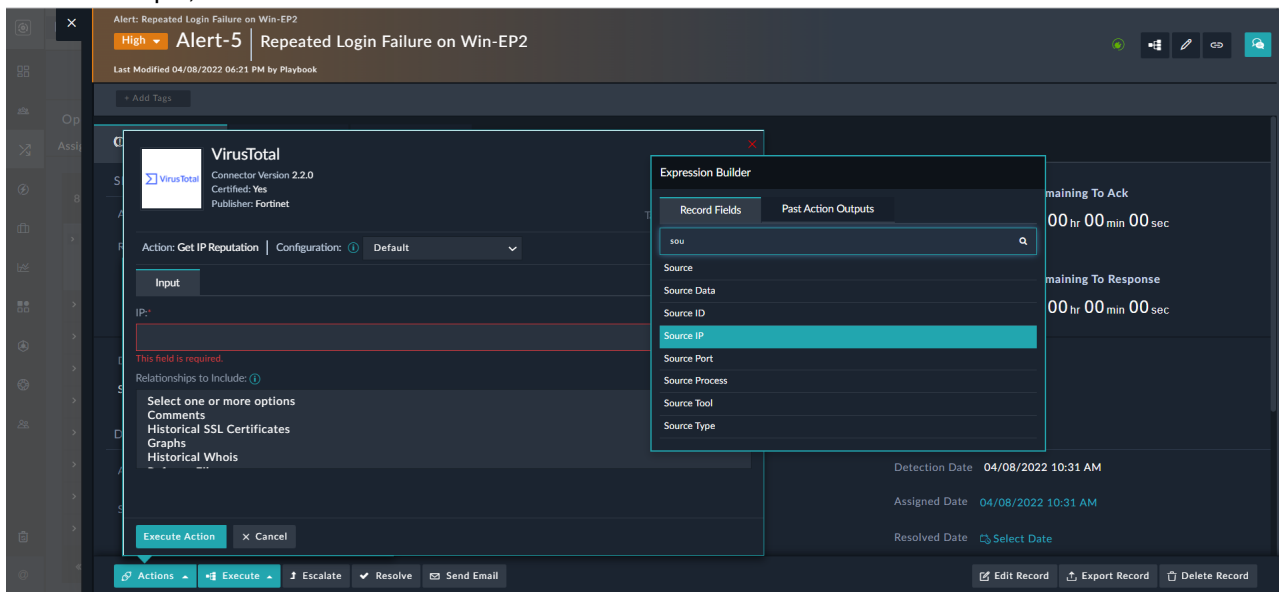 Alert: Repeated Login Failure on Win-EP2
High Alert-5 Repeated Login Failure on Win-EP2
Last Modified 04/08/2022 06:21 PM by Playbook
+ Add Tags
Op
Assi
8
VirusTotal
VirusTotal
Connector Version 2.2.0
Certified: Yes
Publisher: Fortinet
Action: Get IP Reputation Configuration: Default
Input
IP:*
This field is required.
Relationships to Include:
Select one or more options
Comments
Historical SSL Certificates
Graphs
Historical Whois
Execute Action × Cancel
Expression Builder
Record Fields Past Action Outputs
sou
Source
Source Data
Source ID
Source IP
Source Port
Source Process
Source Tool
Source Type
maining To Ack
00 hr 00 min 00 sec
maining To Response
00 hr 00 min 00 sec
Detection Date 04/08/2022 10:31 AM
Assigned Date 04/08/2022 10:31 AM
Resolved Date Select Date
Actions Execute Escalate Resolve Send Email Edit Record Export Record Delete Record